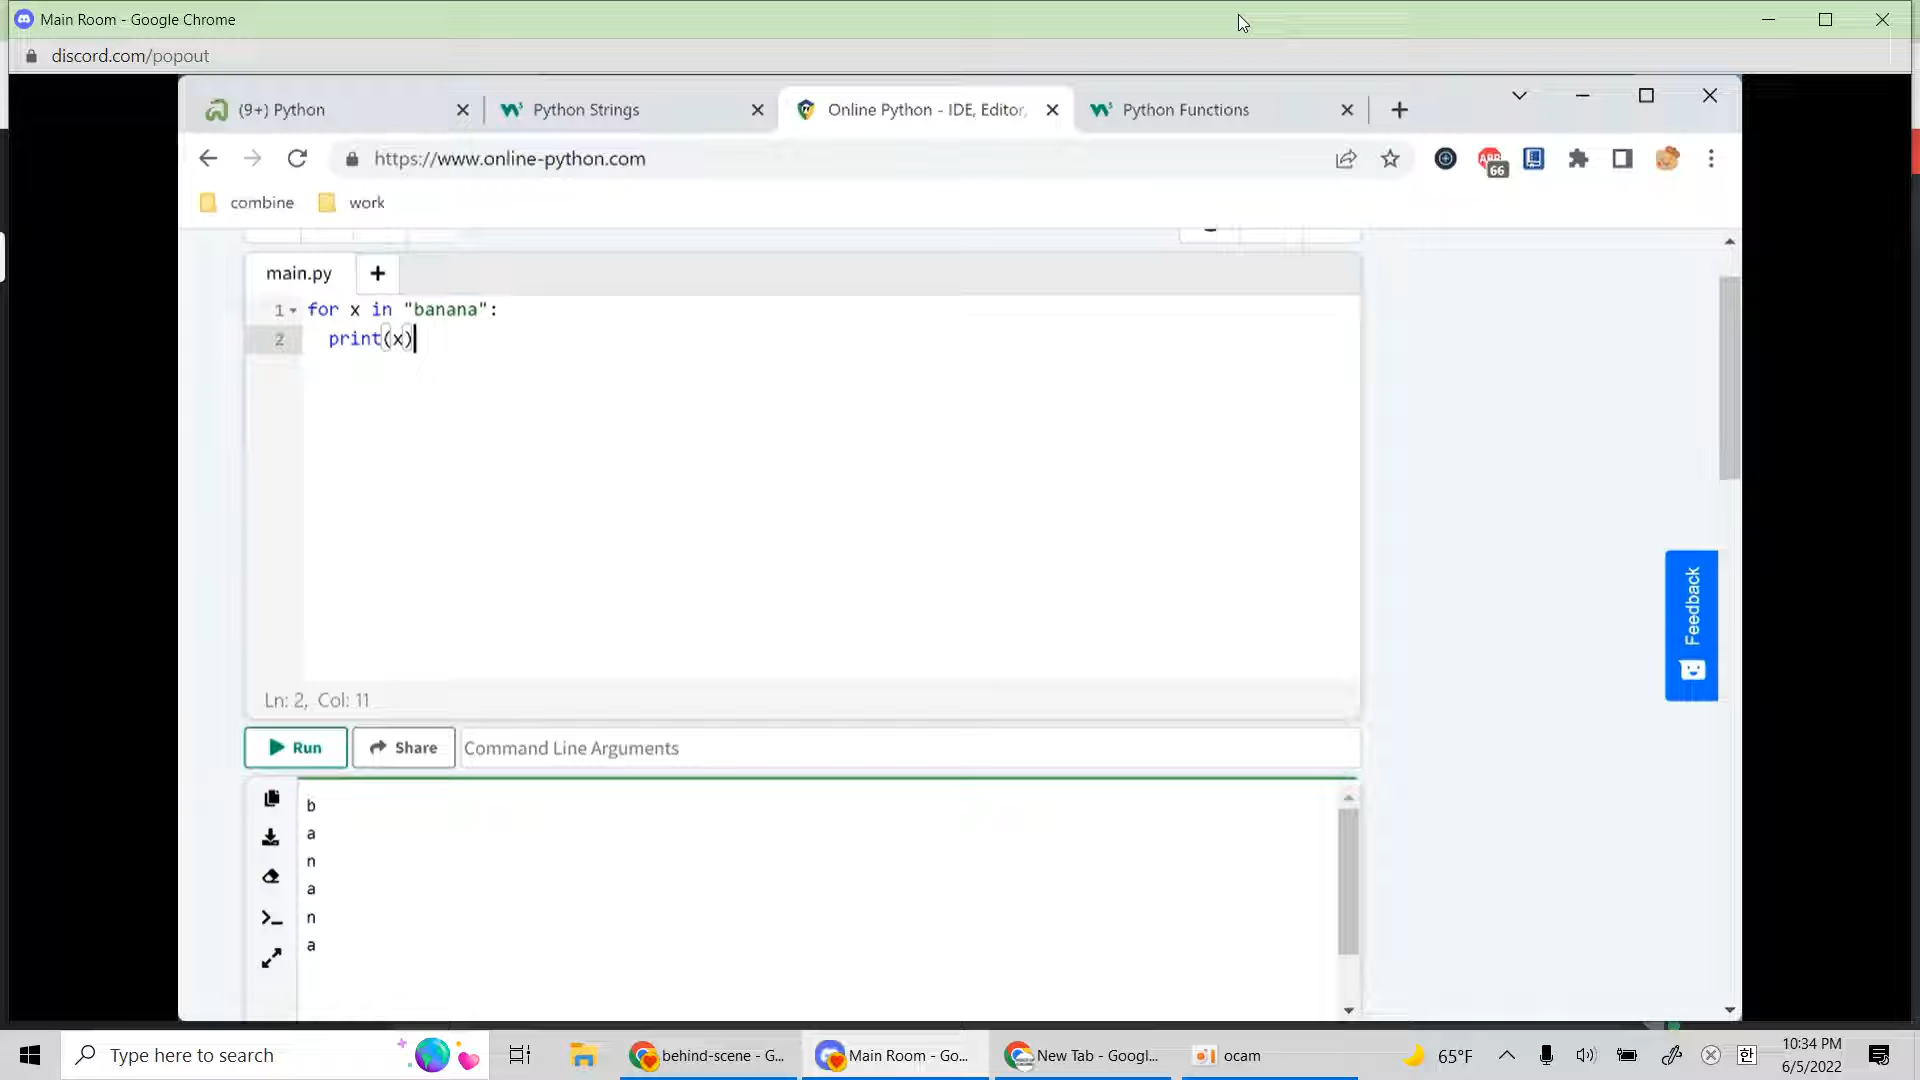 Main Room - Google Chrome
discord.com/popout
(9+) Python
Python Strings
Online Python - IDE, Editor,
Python Functions
https://www.online-python.com
ABP
66
combine
work
main.py
1 for x in "banana":
2 print(x)
Ln: 2, Col: 11
Run
Share
Command Line Arguments
b
a
n
a
n
a
Feedback
Type here to search
behind-scene - G...
Main Room - Go...
New Tab - Googl...
ocam
65°F
한
10:34 PM
6/5/2022